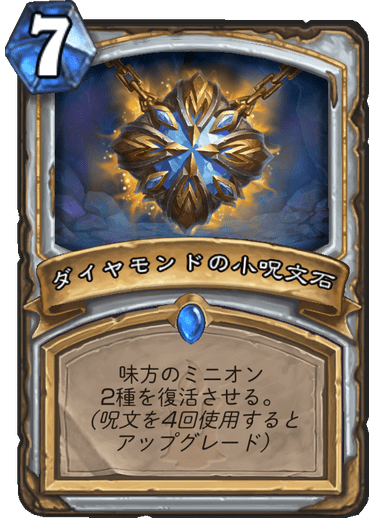 7
ダイヤモンドの小呪文石
味方のミニオン
2種を復活させる。
(呪文を4回使用すると
アップグレード)